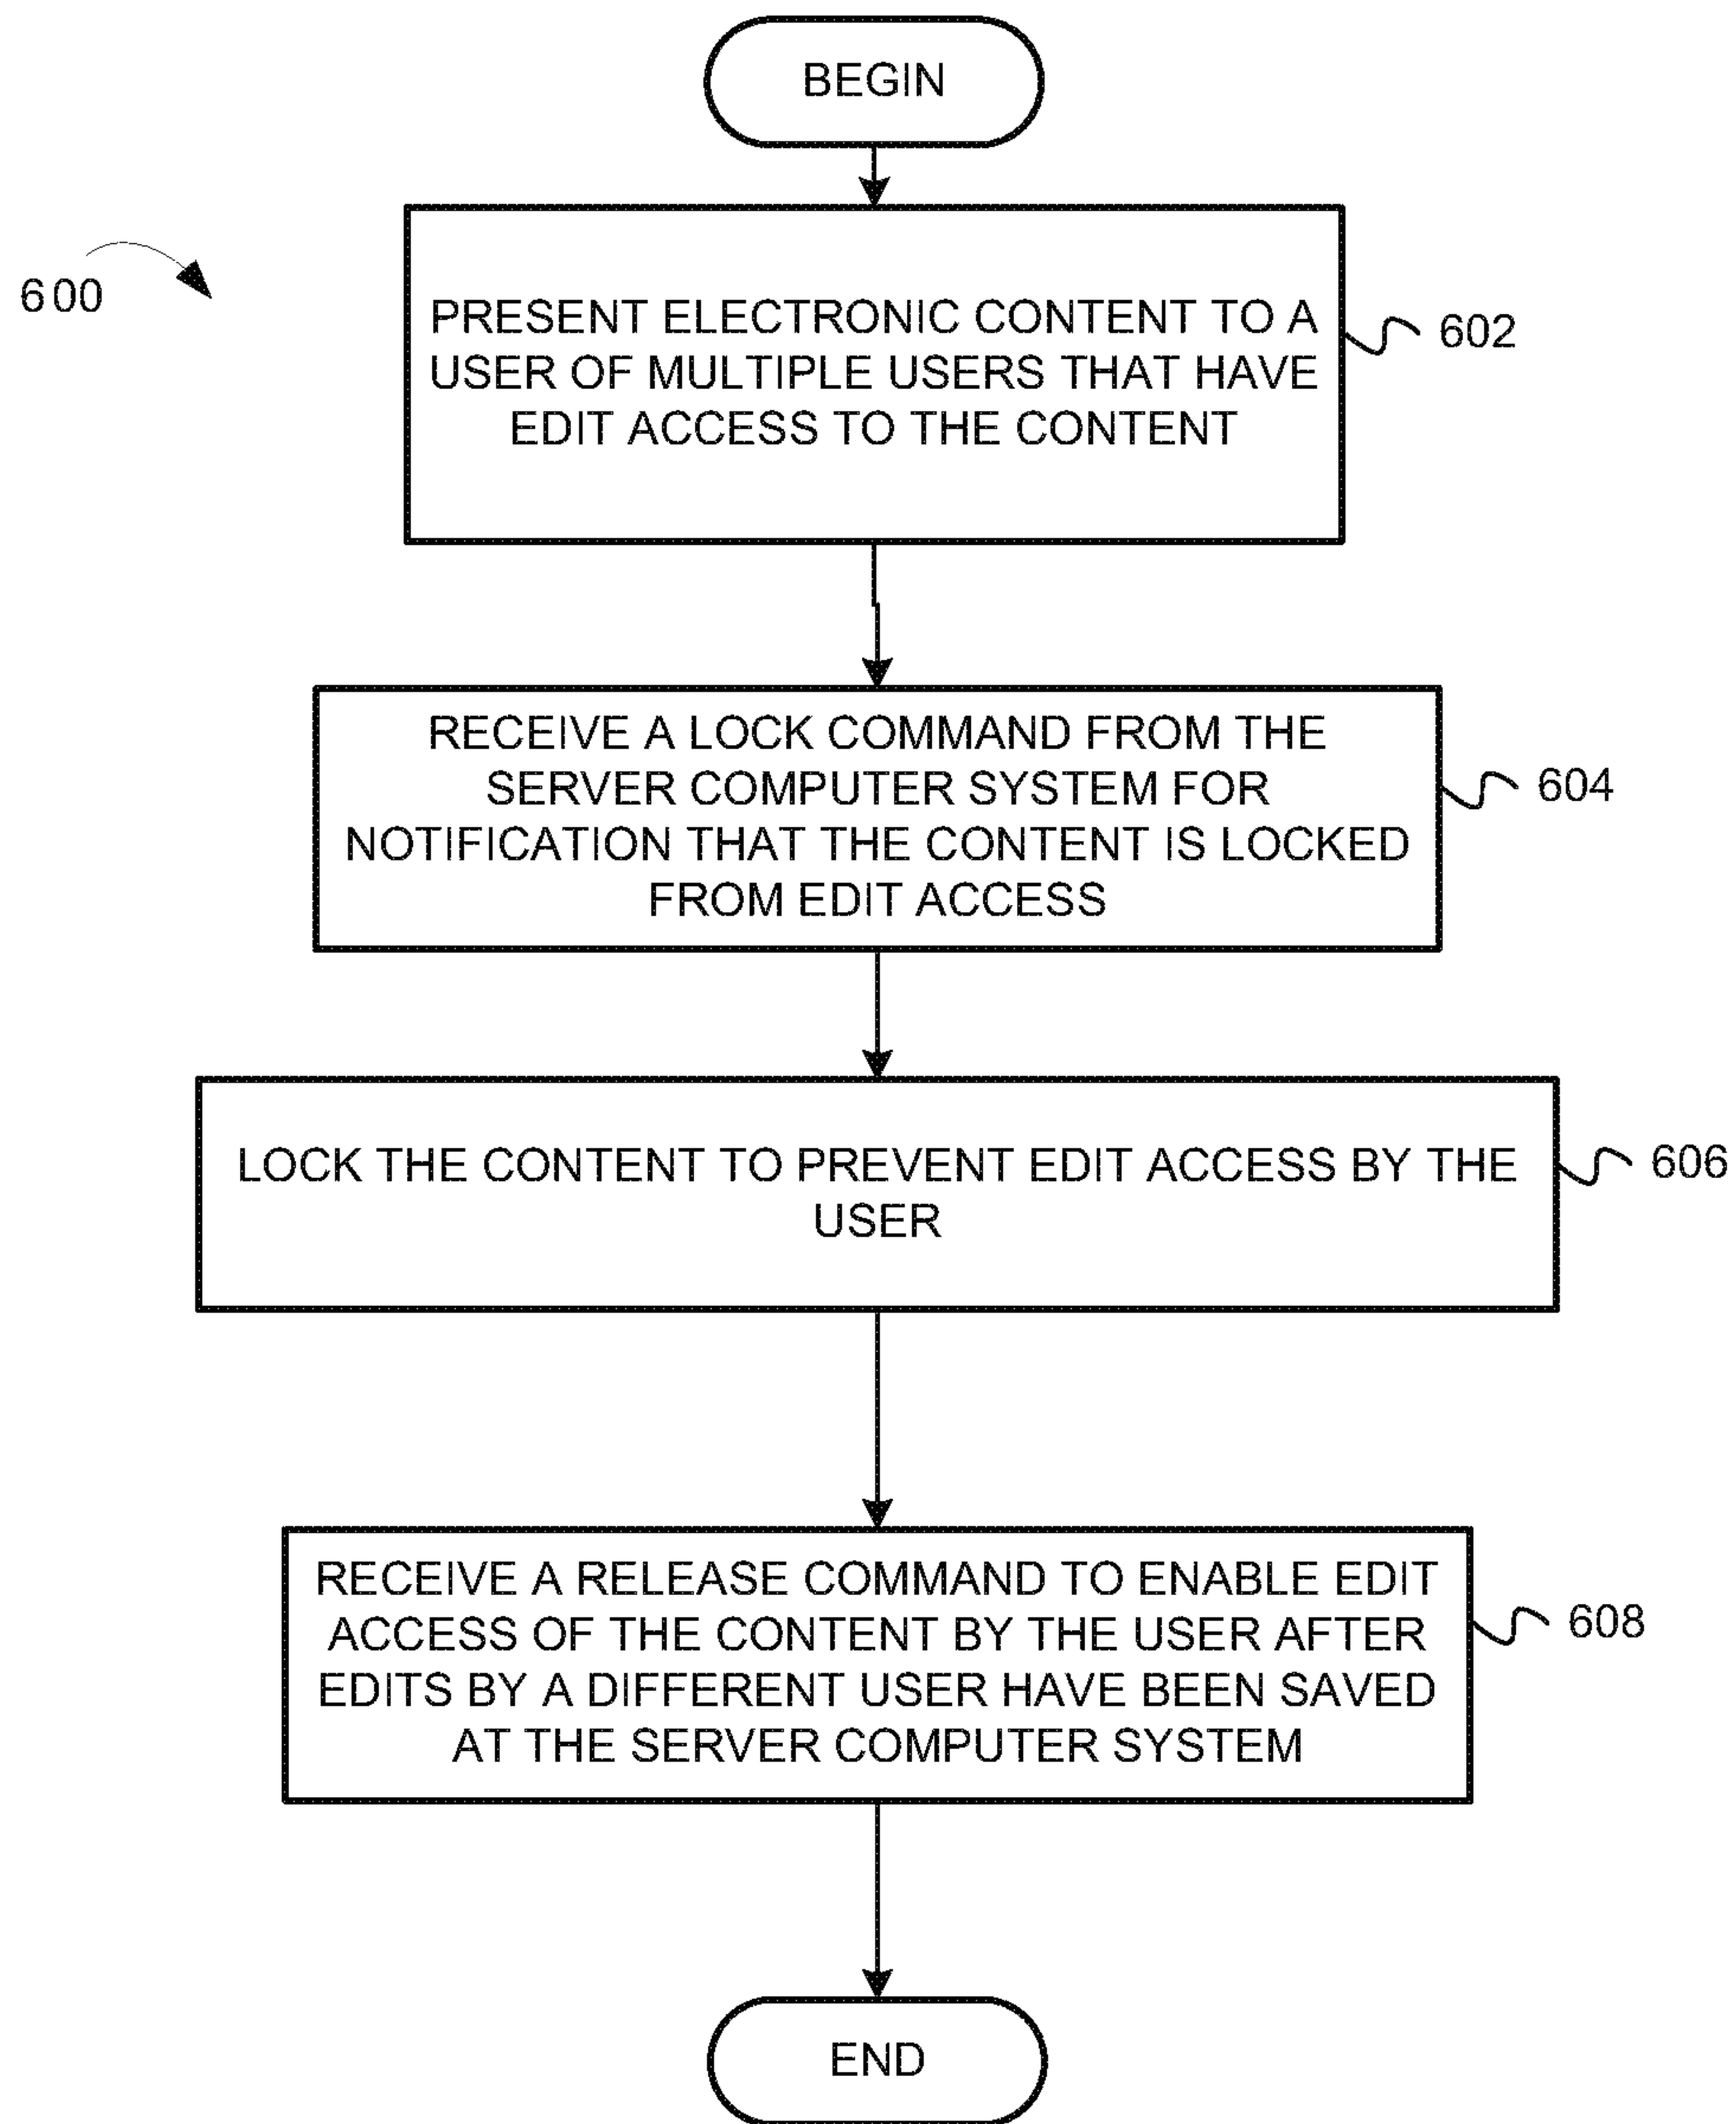 BEGIN
600
PRESENT ELECTRONIC CONTENT TO A
USER OF MULTIPLE USERS THAT HAVE
EDIT ACCESS TO THE CONTENT
602
RECEIVE A LOCK COMMAND FROM THE
SERVER COMPUTER SYSTEM FOR
NOTIFICATION THAT THE CONTENT IS LOCKED
FROM EDIT ACCESS
604
LOCK THE CONTENT TO PREVENT EDIT ACCESS BY THE
USER
606
RECEIVE A RELEASE COMMAND TO ENABLE EDIT
ACCESS OF THE CONTENT BY THE USER AFTER
EDITS BY A DIFFERENT USER HAVE BEEN SAVED
AT THE SERVER COMPUTER SYSTEM
608
END